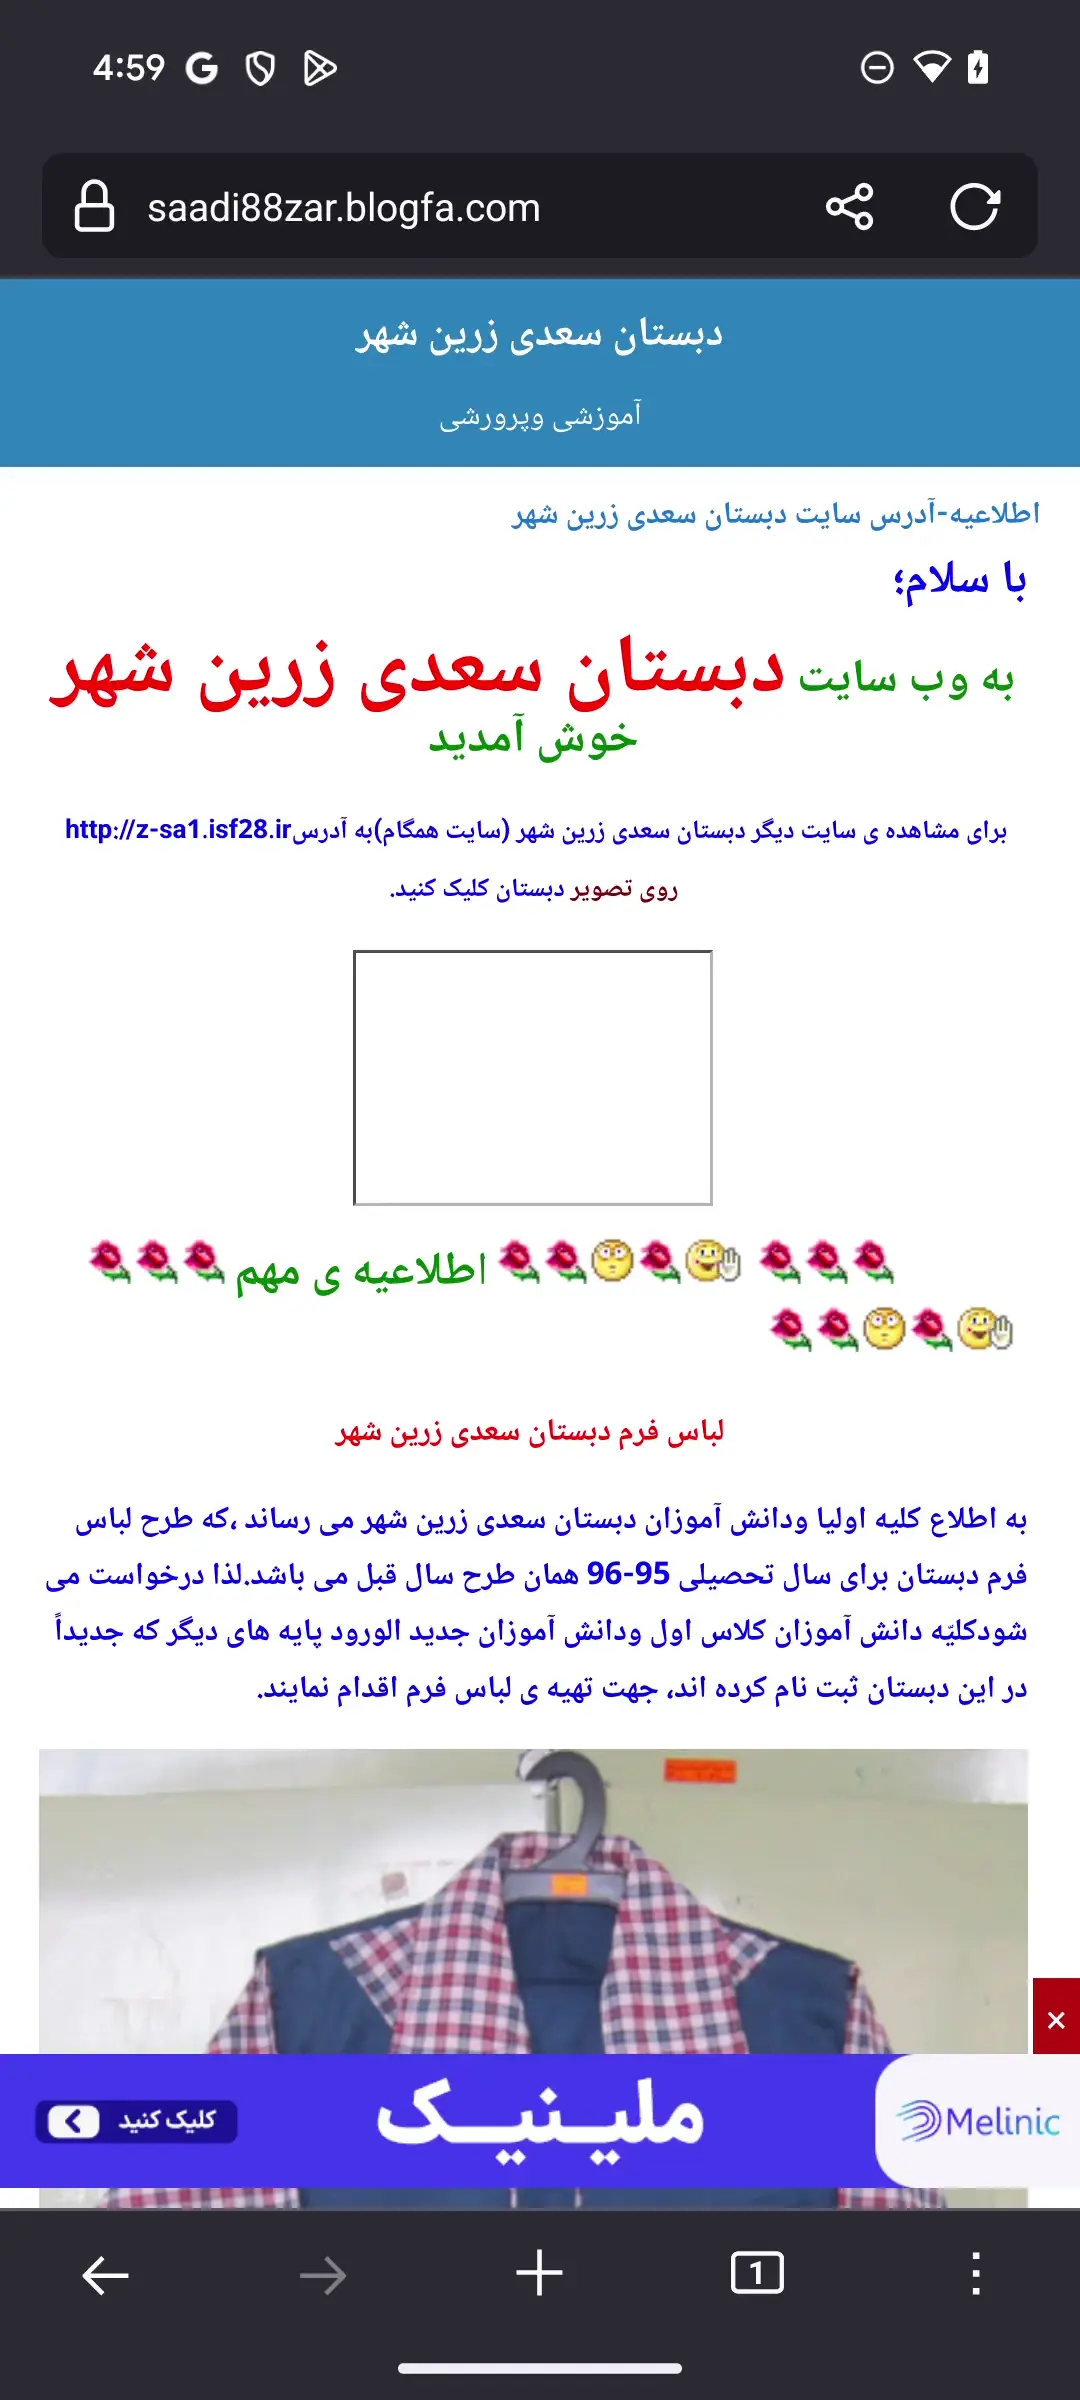 4:59
saadi88zar.blogfa.com
دبستان سعدی زرین شهر
آموزشی وپرورشی
اطلاعیه-آدرس سایت دبستان سعدی زرین شهر
با سلام؛
به وب سایت دبستان سعدی زرین شهر
خوش آمدید
برای مشاهده ی سایت دیگر دبستان سعدی زرین شهر (سایت همگام)به آدرسhttp://z-sa1.isf28.ir
روی تصویر دبستان کلیک کنید.
اطلاعیه ی مهم
لباس فرم دبستان سعدی زرین شهر
به اطلاع کلیه اولیا ودانش آموزان دبستان سعدی زرین شهر می رساند ،که طرح لباس
فرم دبستان برای سال تحصیلی 95-96 همان طرح سال قبل می باشد.لذا درخواست می
شودکلیّه دانش آموزان کلاس اول ودانش آموزان جدید الورود پایه های دیگر که جدیداً
در این دبستان ثبت نام کرده اند، جهت تهیه ی لباس فرم اقدام نمایند.
Melinic
ملینیک
کلیک کنید
1